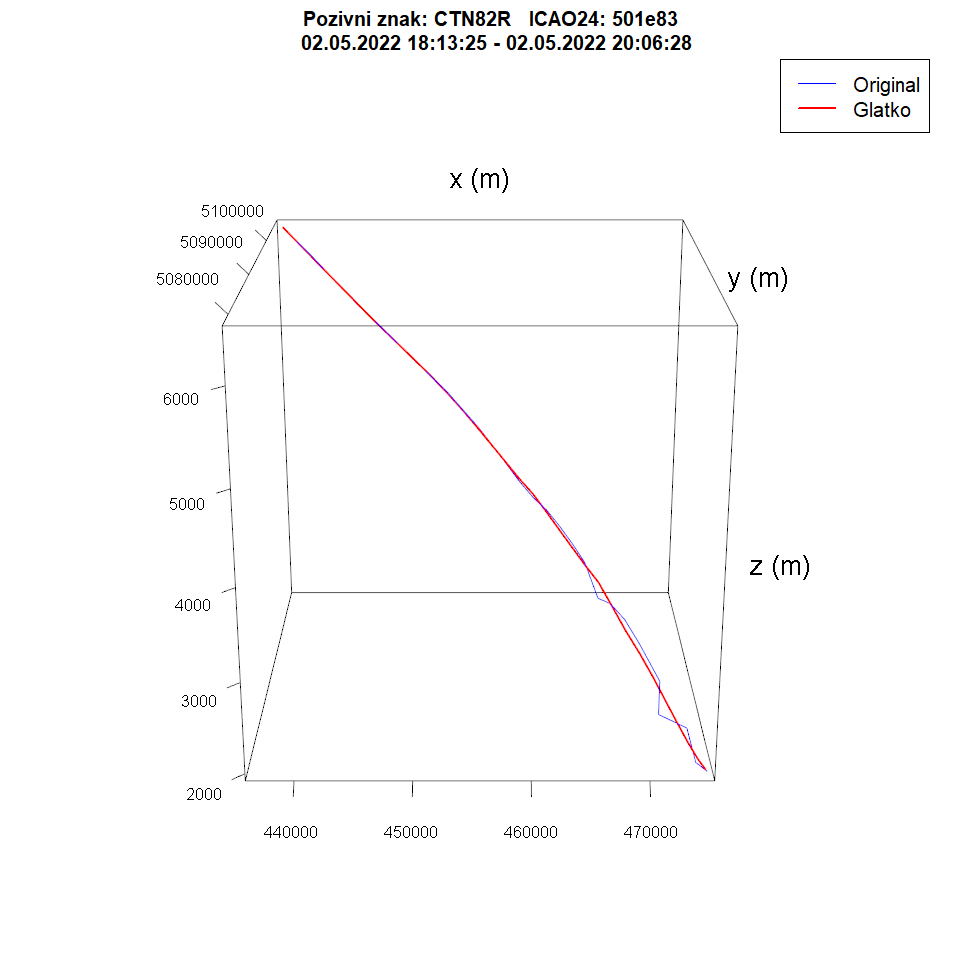 Pozivni znak: CTN82R ICAO24: 501e83
02.05.2022 18:13:25 - 02.05.2022 20:06:28
Original
Glatko
x (m)
5100000
5090000
5080000
y (m)
6000
5000
z (m)
4000
3000
2000
440000 450000 460000 470000